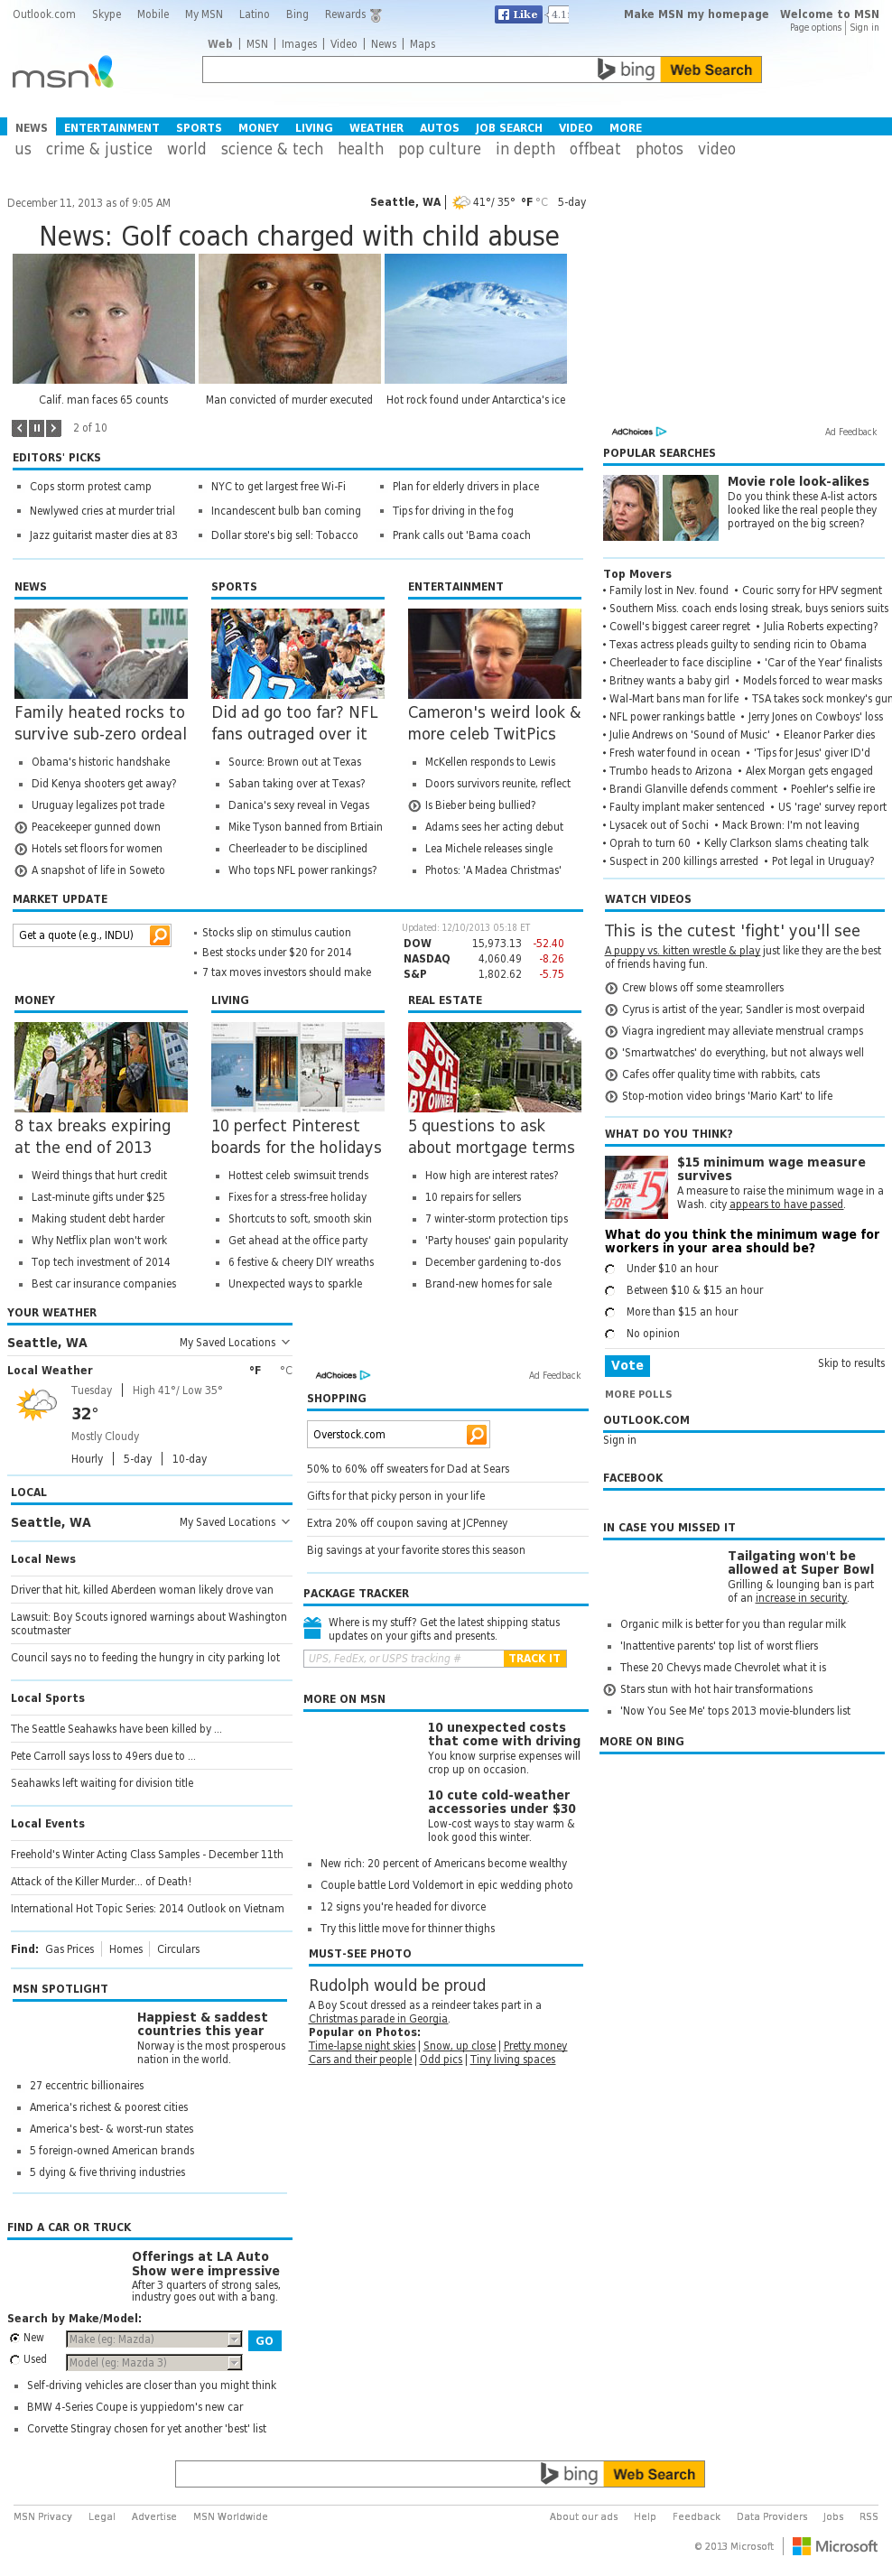 Outlook.com Skype Mobile My MSN Latino Bing Rewards
Like 4.1
Make MSN my homepage Welcome to MSN
Page options | Sign in
Web | MSN | Images | Video | News | Maps
msn
bing Web Search
NEWS ENTERTAINMENT SPORTS MONEY LIVING WEATHER AUTOS JOB SEARCH VIDEO MORE
us crime & justice world science & tech health pop culture in depth offbeat photos video
December 11, 2013 as of 9:05 AM
Seattle, WA | 41°/ 35° °F °C 5-day
News: Golf coach charged with child abuse
Calif. man faces 65 counts
Man convicted of murder executed
Hot rock found under Antarctica's ice
2 of 10
EDITORS' PICKS
Cops storm protest camp
NYC to get largest free Wi-Fi
Plan for elderly drivers in place
Newlywed cries at murder trial
Incandescent bulb ban coming
Tips for driving in the fog
Jazz guitarist master dies at 83
Dollar store's big sell: Tobacco
Prank calls out 'Bama coach
NEWS
Family heated rocks to
survive sub-zero ordeal
Obama's historic handshake
Did Kenya shooters get away?
Uruguay legalizes pot trade
Peacekeeper gunned down
Hotels set floors for women
A snapshot of life in Soweto
SPORTS
Did ad go too far? NFL
fans outraged over it
Source: Brown out at Texas
Saban taking over at Texas?
Danica's sexy reveal in Vegas
Mike Tyson banned from Brtiain
Cheerleader to be disciplined
Who tops NFL power rankings?
ENTERTAINMENT
Cameron's weird look &
more celeb TwitPics
McKellen responds to Lewis
Doors survivors reunite, reflect
Is Bieber being bullied?
Adams sees her acting debut
Lea Michele releases single
Photos: 'A Madea Christmas'
MARKET UPDATE
Get a quote (e.g., INDU)
Stocks slip on stimulus caution
Best stocks under $20 for 2014
7 tax moves investors should make
Updated: 12/10/2013 05:18 ET
DOW 15,973.13 -52.40
NASDAQ 4,060.49 -8.26
S&P 1,802.62 -5.75
MONEY
8 tax breaks expiring
at the end of 2013
Weird things that hurt credit
Last-minute gifts under $25
Making student debt harder
Why Netflix plan won't work
Top tech investment of 2014
Best car insurance companies
LIVING
10 perfect Pinterest
boards for the holidays
Hottest celeb swimsuit trends
Fixes for a stress-free holiday
Shortcuts to soft, smooth skin
Get ahead at the office party
6 festive & cheery DIY wreaths
Unexpected ways to sparkle
REAL ESTATE
FOR SALE BY OWNER
5 questions to ask
about mortgage terms
How high are interest rates?
10 repairs for sellers
7 winter-storm protection tips
'Party houses' gain popularity
December gardening to-dos
Brand-new homes for sale
YOUR WEATHER
Seattle, WA My Saved Locations
Local Weather °F °C
Tuesday | High 41°/ Low 35°
32°
Mostly Cloudy
Hourly | 5-day | 10-day
LOCAL
Seattle, WA My Saved Locations
Local News
Driver that hit, killed Aberdeen woman likely drove van
Lawsuit: Boy Scouts ignored warnings about Washington
scoutmaster
Council says no to feeding the hungry in city parking lot
Local Sports
The Seattle Seahawks have been killed by ...
Pete Carroll says loss to 49ers due to ...
Seahawks left waiting for division title
Local Events
Freehold's Winter Acting Class Samples - December 11th
Attack of the Killer Murder... of Death!
International Hot Topic Series: 2014 Outlook on Vietnam
Find: Gas Prices | Homes | Circulars
MSN SPOTLIGHT
Happiest & saddest
countries this year
Norway is the most prosperous
nation in the world.
27 eccentric billionaires
America's richest & poorest cities
America's best- & worst-run states
5 foreign-owned American brands
5 dying & five thriving industries
FIND A CAR OR TRUCK
Offerings at LA Auto
Show were impressive
After 3 quarters of strong sales,
industry goes out with a bang.
Search by Make/Model:
New Make (eg: Mazda) GO
Used Model (eg: Mazda 3)
Self-driving vehicles are closer than you might think
BMW 4-Series Coupe is yuppiedom's new car
Corvette Stingray chosen for yet another 'best' list
AdChoices Ad Feedback
SHOPPING
Overstock.com
50% to 60% off sweaters for Dad at Sears
Gifts for that picky person in your life
Extra 20% off coupon saving at JCPenney
Big savings at your favorite stores this season
PACKAGE TRACKER
Where is my stuff? Get the latest shipping status
updates on your gifts and presents.
UPS, FedEx, or USPS tracking # TRACK IT
MORE ON MSN
10 unexpected costs
that come with driving
You know surprise expenses will
crop up on occasion.
10 cute cold-weather
accessories under $30
Low-cost ways to stay warm &
look good this winter.
New rich: 20 percent of Americans become wealthy
Couple battle Lord Voldemort in epic wedding photo
12 signs you're headed for divorce
Try this little move for thinner thighs
MUST-SEE PHOTO
Rudolph would be proud
A Boy Scout dressed as a reindeer takes part in a
Christmas parade in Georgia.
Popular on Photos:
Time-lapse night skies | Snow, up close | Pretty money
Cars and their people | Odd pics | Tiny living spaces
AdChoices Ad Feedback
POPULAR SEARCHES
Movie role look-alikes
Do you think these A-list actors
looked like the real people they
portrayed on the big screen?
Top Movers
• Family lost in Nev. found • Couric sorry for HPV segment
• Southern Miss. coach ends losing streak, buys seniors suits
• Cowell's biggest career regret • Julia Roberts expecting?
• Texas actress pleads guilty to sending ricin to Obama
• Cheerleader to face discipline • 'Car of the Year' finalists
• Britney wants a baby girl • Models forced to wear masks
• Wal-Mart bans man for life • TSA takes sock monkey's gun
• NFL power rankings battle • Jerry Jones on Cowboys' loss
• Julie Andrews on 'Sound of Music' • Eleanor Parker dies
• Fresh water found in ocean • 'Tips for Jesus' giver ID'd
• Trumbo heads to Arizona • Alex Morgan gets engaged
• Brandi Glanville defends comment • Poehler's selfie ire
• Faulty implant maker sentenced • US 'rage' survey report
• Lysacek out of Sochi • Mack Brown: I'm not leaving
• Oprah to turn 60 • Kelly Clarkson slams cheating talk
• Suspect in 200 killings arrested • Pot legal in Uruguay?
WATCH VIDEOS
This is the cutest 'fight' you'll see
A puppy vs. kitten wrestle & play just like they are the best
of friends having fun.
Crew blows off some steamrollers
Cyrus is artist of the year; Sandler is most overpaid
Viagra ingredient may alleviate menstrual cramps
'Smartwatches' do everything, but not always well
Cafes offer quality time with rabbits, cats
Stop-motion video brings 'Mario Kart' to life
WHAT DO YOU THINK?
STRIKE FOR 15
$15 minimum wage measure
survives
A measure to raise the minimum wage in a
Wash. city appears to have passed.
What do you think the minimum wage for
workers in your area should be?
Under $10 an hour
Between $10 & $15 an hour
More than $15 an hour
No opinion
Vote Skip to results
MORE POLLS
OUTLOOK.COM
Sign in
FACEBOOK
IN CASE YOU MISSED IT
Tailgating won't be
allowed at Super Bowl
Grilling & lounging ban is part
of an increase in security.
Organic milk is better for you than regular milk
'Inattentive parents' top list of worst fliers
These 20 Chevys made Chevrolet what it is
Stars stun with hot hair transformations
'Now You See Me' tops 2013 movie-blunders list
MORE ON BING
bing Web Search
MSN Privacy Legal Advertise MSN Worldwide
About our ads Help Feedback Data Providers Jobs RSS
© 2013 Microsoft | Microsoft